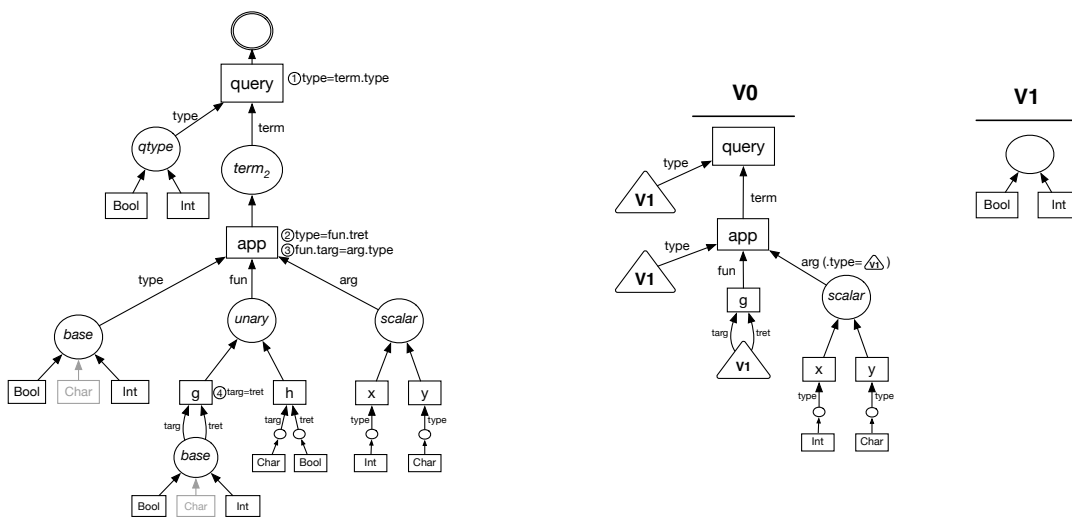 query
①type=term.type
type
term
qtype
term2
Bool
Int
app
②type=fun.tret
③fun.targ=arg.type
type
fun
arg
base
unary
scalar
Bool
Char
Int
g
④targ=tret
h
x
y
targ
tret
targ
tret
type
type
base
Char
Bool
Int
Char
Bool
Char
Int
V0
query
type
V1
term
app
type
V1
fun
arg (.type= V1 )
g
scalar
targ
tret
V1
x
y
type
type
Int
Char
V1
Bool
Int